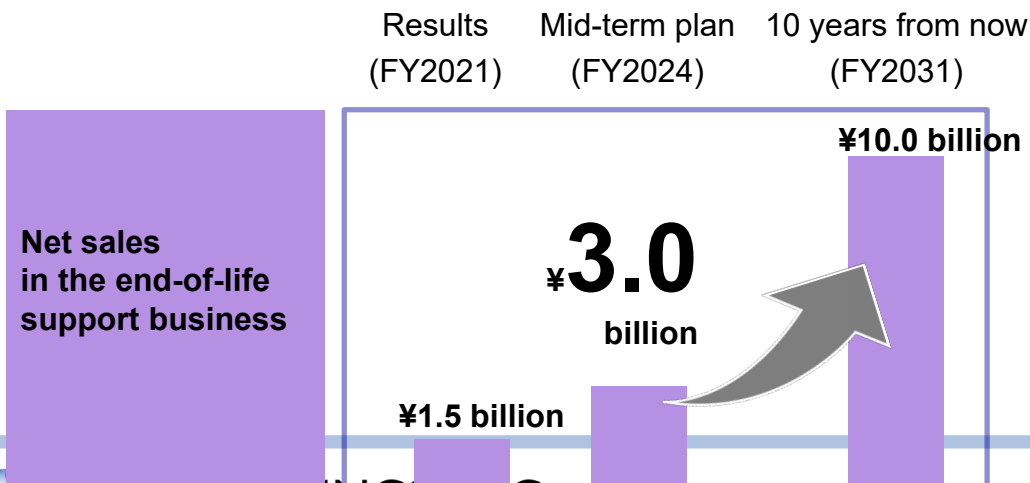 Results Mid-term plan 10 years from now
(FY2021) (FY2024) (FY2031)
¥10.0 billion
Net sales
in the end-of-life
support business
¥3.0
billion
¥1.5 billion